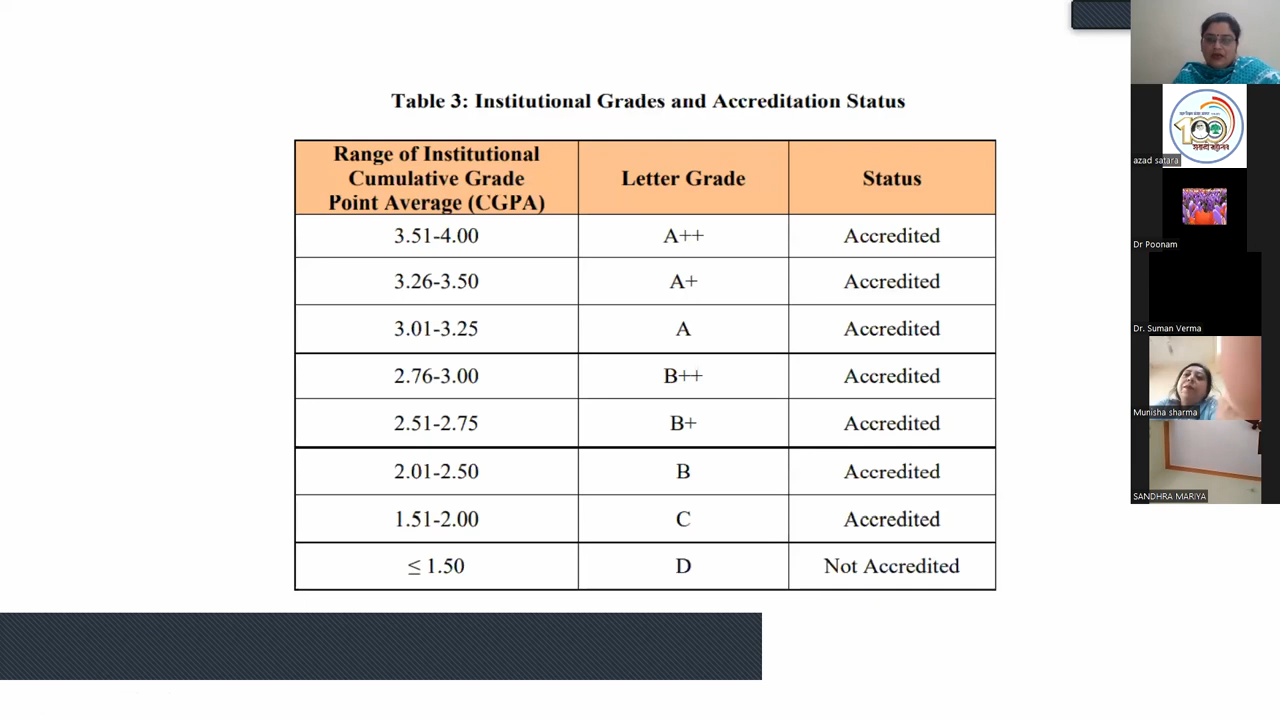 Table 3: Institutional Grades and Accreditation Status
Range of Institutional
Cumulative Grade
Point Average (CGPA)
Letter Grade
Status
3.51-4.00 A++ Accredited
3.26-3.50 A+ Accredited
3.01-3.25 A Accredited
2.76-3.00 B++ Accredited
2.51-2.75 B+ Accredited
2.01-2.50 B Accredited
1.51-2.00 C Accredited
≤ 1.50 D Not Accredited
100
azad satara
Dr Poonam
Dr. Suman Verma
Munisha sharma
SANDHRA MARIYA